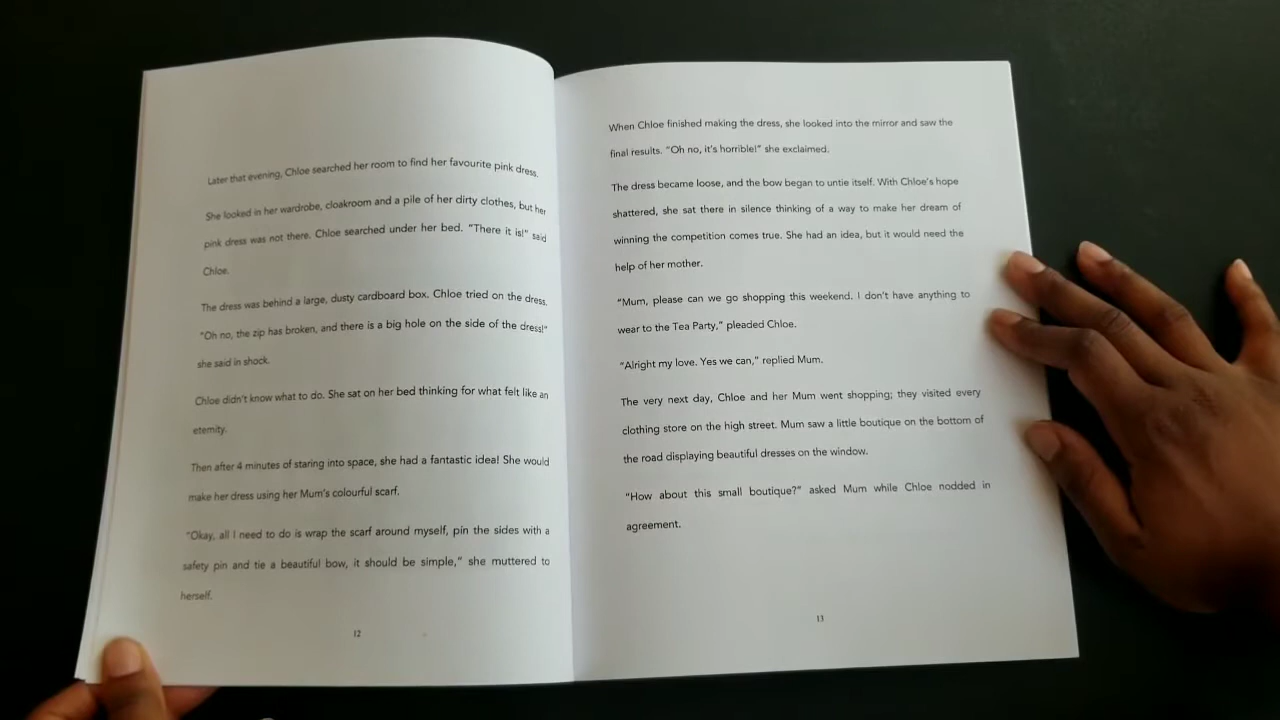 Later that evening, Chloe searched her room to find her favourite pink dress.
She looked in her wardrobe, cloakroom and a pile of her dirty clothes, but her
pink dress was not there. Chloe searched under her bed. "There it is!" said
Chloe.
The dress was behind a large, dusty cardboard box. Chloe tried on the dress.
"Oh no, the zip has broken, and there is a big hole on the side of the dress!"
she said in shock.
Chloe didn't know what to do. She sat on her bed thinking for what felt like an
eternity.
Then after 4 minutes of staring into space, she had a fantastic idea! She would
make her dress using her Mum's colourful scarf.
"Okay, all I need to do is wrap the scarf around myself, pin the sides with a
safety pin and tie a beautiful bow, it should be simple," she muttered to
herself.
12
When Chloe finished making the dress, she looked into the mirror and saw the
final results. "Oh no, it's horrible!" she exclaimed.
The dress became loose, and the bow began to untie itself. With Chloe's hope
shattered, she sat there in silence thinking of a way to make her dream of
winning the competition comes true. She had an idea, but it would need the
help of her mother.
"Mum, please can we go shopping this weekend. I don't have anything to
wear to the Tea Party," pleaded Chloe.
"Alright my love. Yes we can," replied Mum.
The very next day, Chloe and her Mum went shopping; they visited every
clothing store on the high street. Mum saw a little boutique on the bottom of
the road displaying beautiful dresses on the window.
"How about this small boutique?" asked Mum while Chloe nodded in
agreement.
13